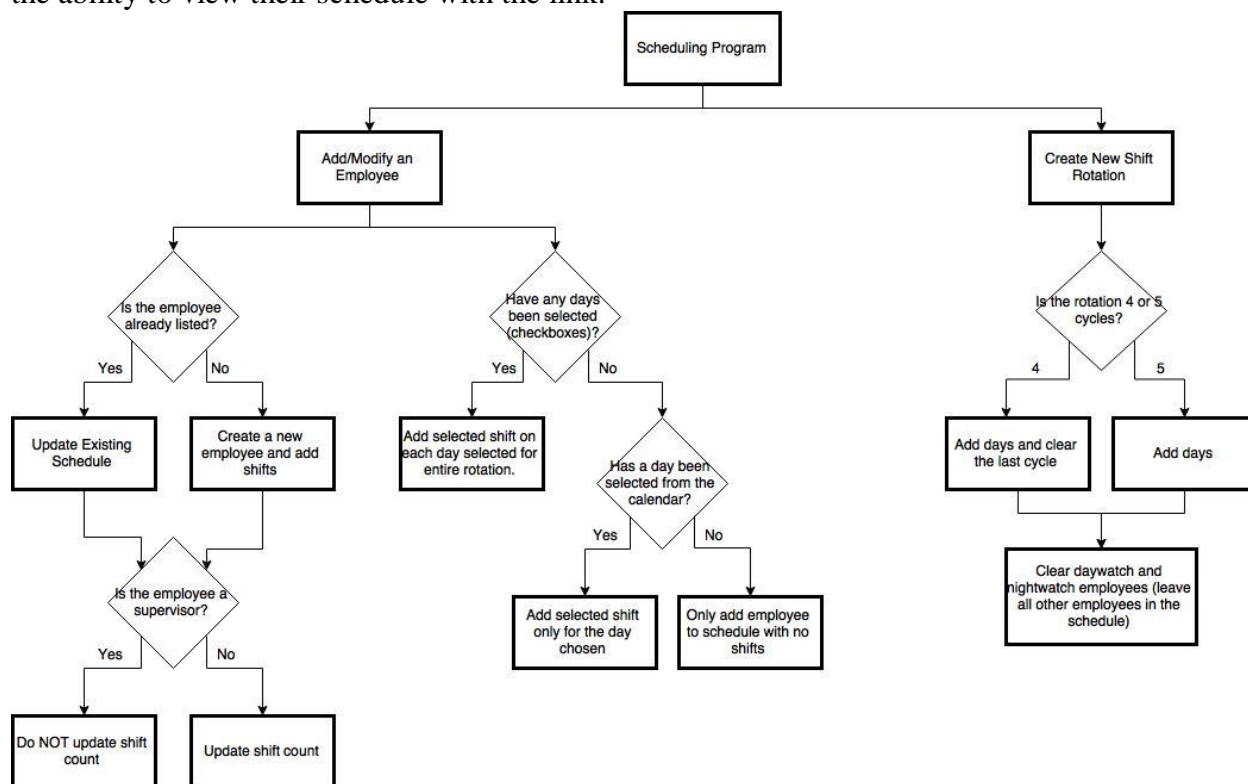 the ability to view their schedule with the link.
Scheduling Program
Add/Modify an
Employee
Create New Shift
Rotation
Is the employee
already listed?
Have any days
been selected
(checkboxes)?
Is the rotation 4 or 5
cycles?
Yes
No
Yes
No
4
5
Update Existing
Schedule
Create a new
employee and add
shifts
Add selected shift on
each day selected for
entire rotation.
Has a day been
selected from the
calendar?
Add days and clear
the last cycle
Add days
Yes
No
Is the employee a
supervisor?
Add selected shift
only for the day
chosen
Only add employee
to schedule with no
shifts
Clear daywatch and
nightwatch employees (leave
all other employees in the
schedule)
Yes
No
Do NOT update shift
count
Update shift count